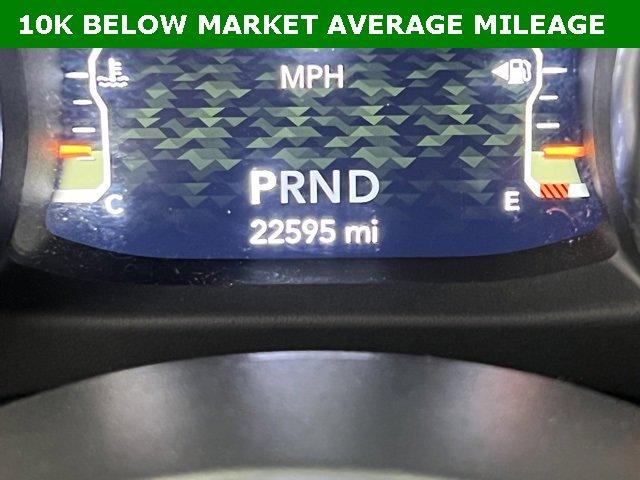 10K BELOW MARKET AVERAGE MILEAGE
MPH
PRND
C
E
22595 mi